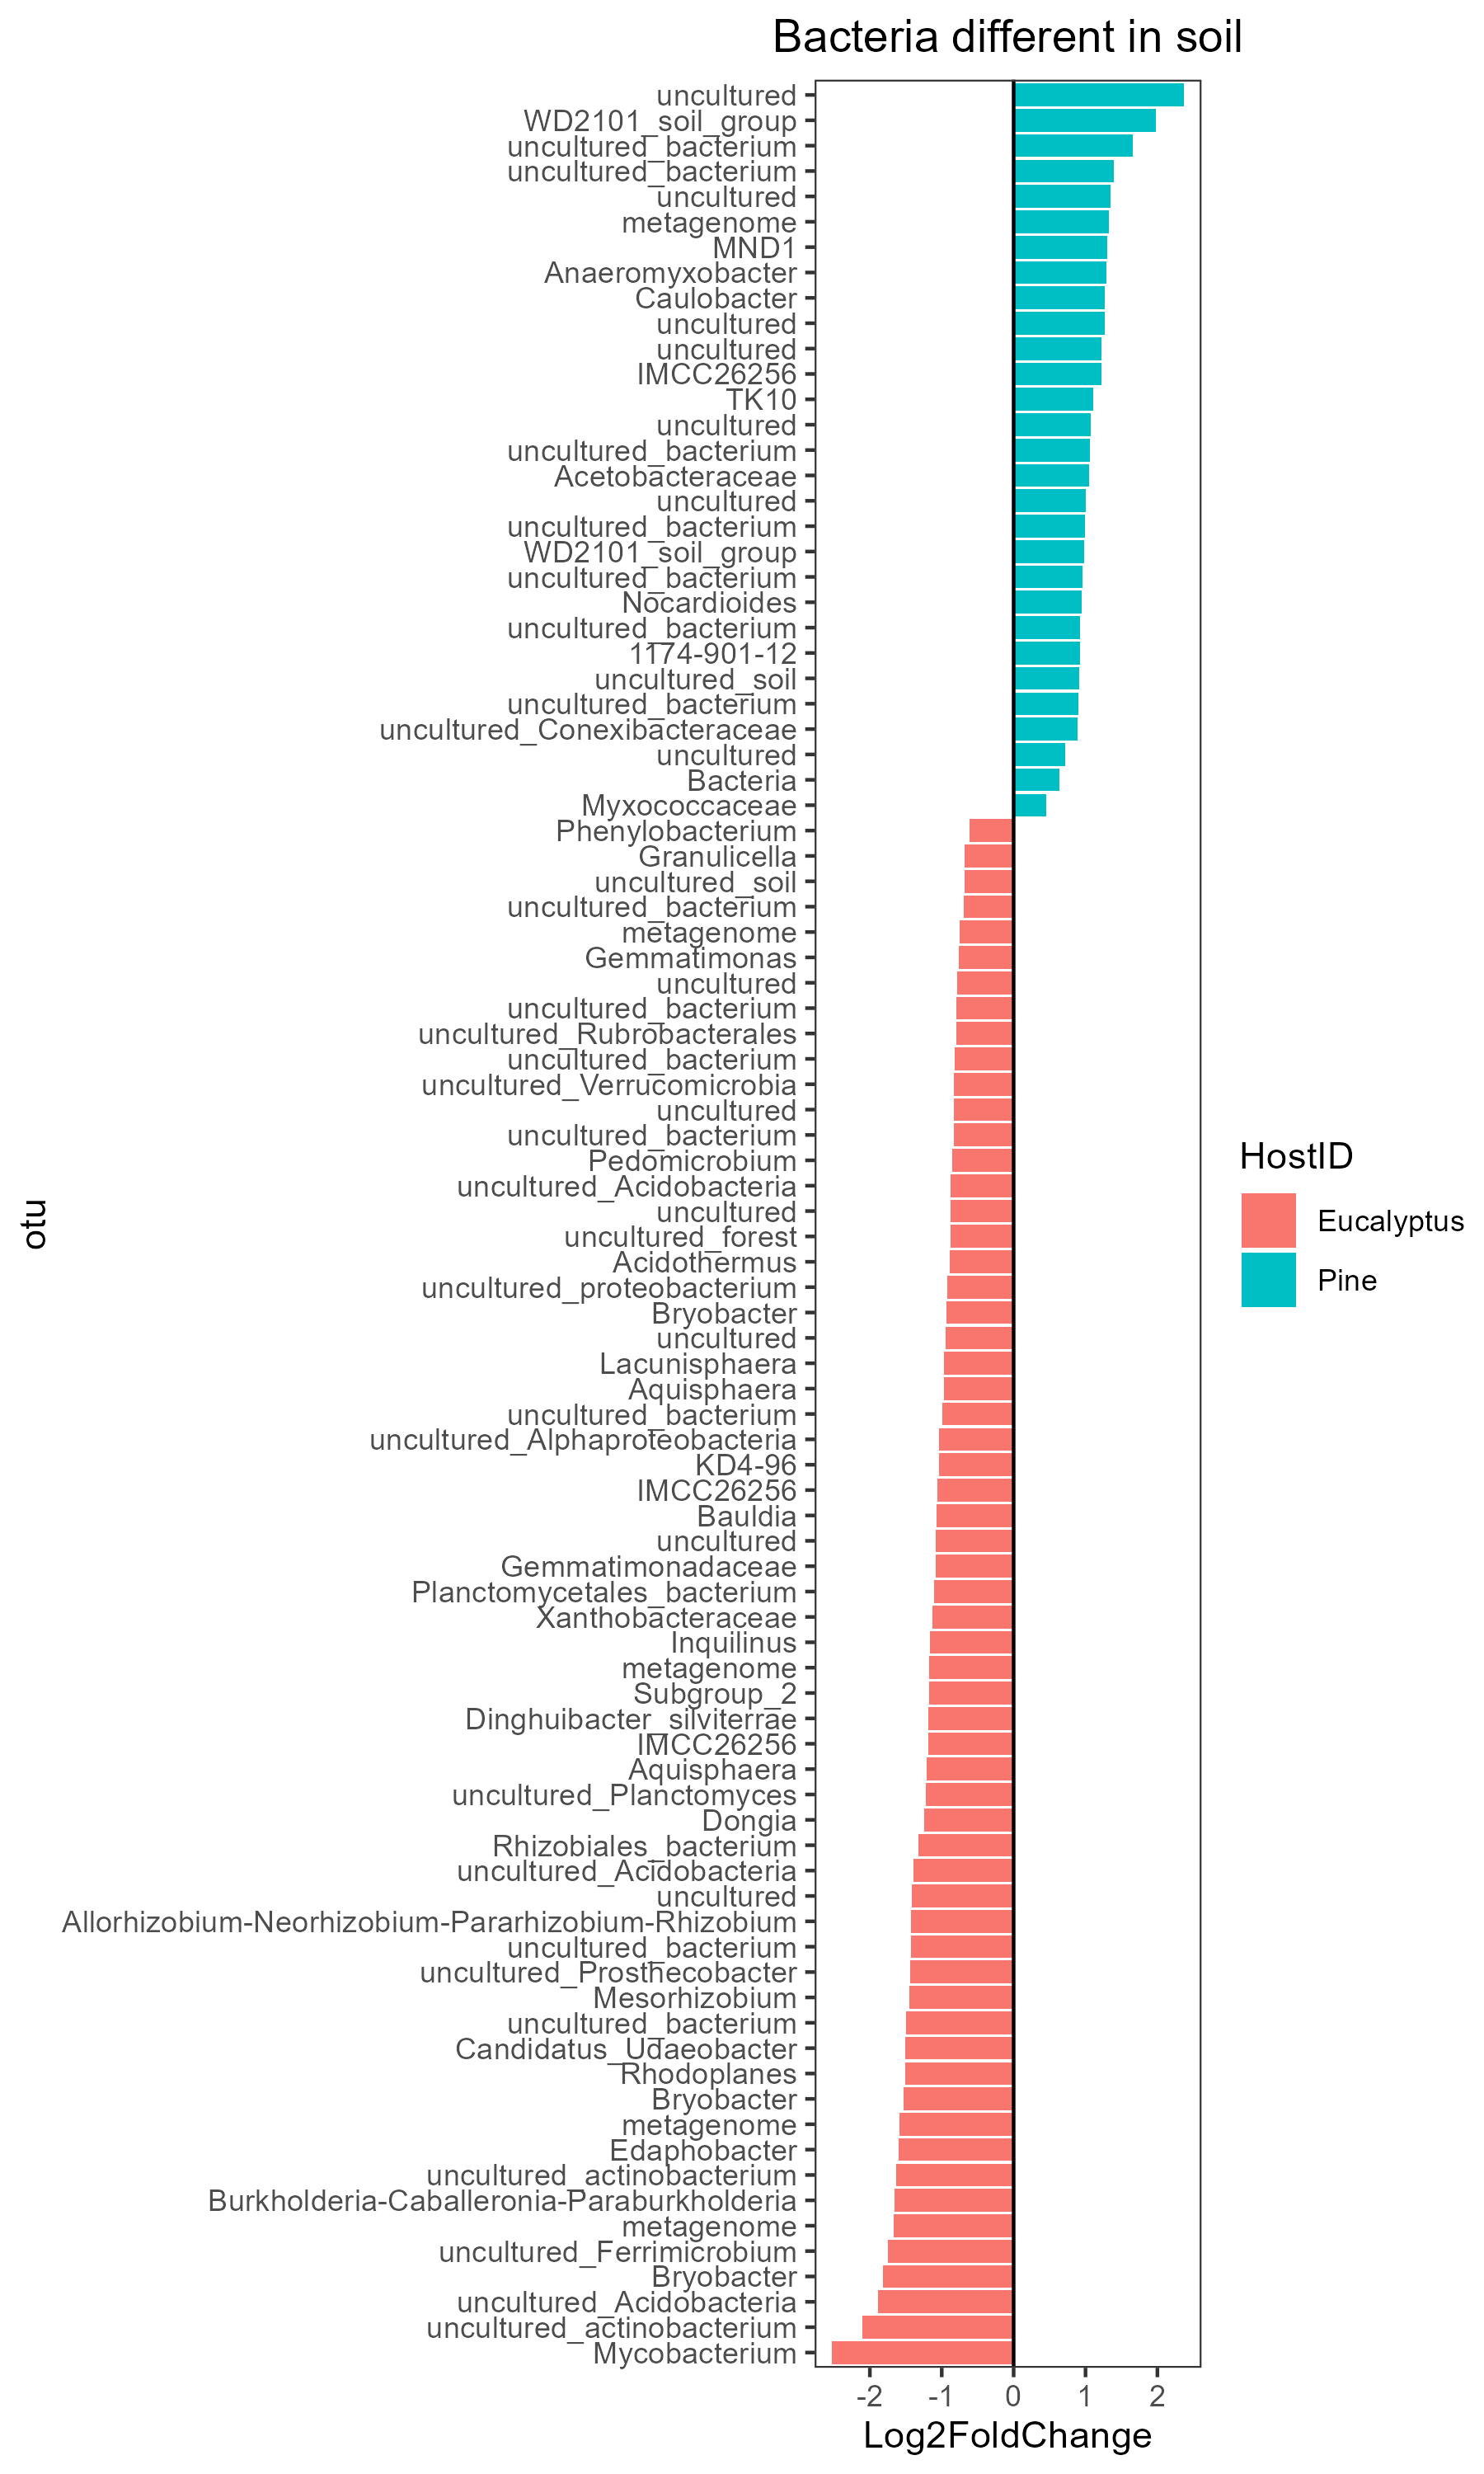 Bacteria different in soil
uncultured
WD2101_soil_group
uncultured_bacterium
uncultured_bacterium
uncultured
metagenome
MND1
Anaeromyxobacter
Caulobacter
uncultured
uncultured
IMCC26256
TK10
uncultured
uncultured_bacterium
Acetobacteraceae
uncultured
uncultured_bacterium
WD2101_soil_group
uncultured_bacterium
Nocardioides
uncultured_bacterium
1174-901-12
uncultured_soil
uncultured_bacterium
uncultured_Conexibacteraceae
uncultured
Bacteria
Myxococcaceae
Phenylobacterium
Granulicella
uncultured_soil
uncultured_bacterium
metagenome
Gemmatimonas
uncultured
uncultured_bacterium
uncultured_Rubrobacterales
uncultured_bacterium
uncultured_Verrucomicrobia
uncultured
uncultured_bacterium
Pedomicrobium
uncultured_Acidobacteria
uncultured
uncultured_forest
Acidothermus
uncultured_proteobacterium
Bryobacter
uncultured
Lacunisphaera
Aquisphaera
uncultured_bacterium
uncultured_Alphaproteobacteria
KD4-96
IMCC26256
Bauldia
uncultured
Gemmatimonadaceae
Planctomycetales_bacterium
Xanthobacteraceae
Inquilinus
metagenome
Subgroup_2
Dinghuibacter_silviterrae
IMCC26256
Aquisphaera
uncultured_Planctomyces
Dongia
Rhizobiales_bacterium
uncultured_Acidobacteria
uncultured
Allorhizobium-Neorhizobium-Pararhizobium-Rhizobium
uncultured_bacterium
uncultured_Prosthecobacter
Mesorhizobium
uncultured_bacterium
Candidatus_Udaeobacter
Rhodoplanes
Bryobacter
metagenome
Edaphobacter
uncultured_actinobacterium
Burkholderia-Caballeronia-Paraburkholderia
metagenome
uncultured_Ferrimicrobium
Bryobacter
uncultured_Acidobacteria
uncultured_actinobacterium
Mycobacterium
otu
-2 -1 0 1 2
Log2FoldChange
HostID
Eucalyptus
Pine